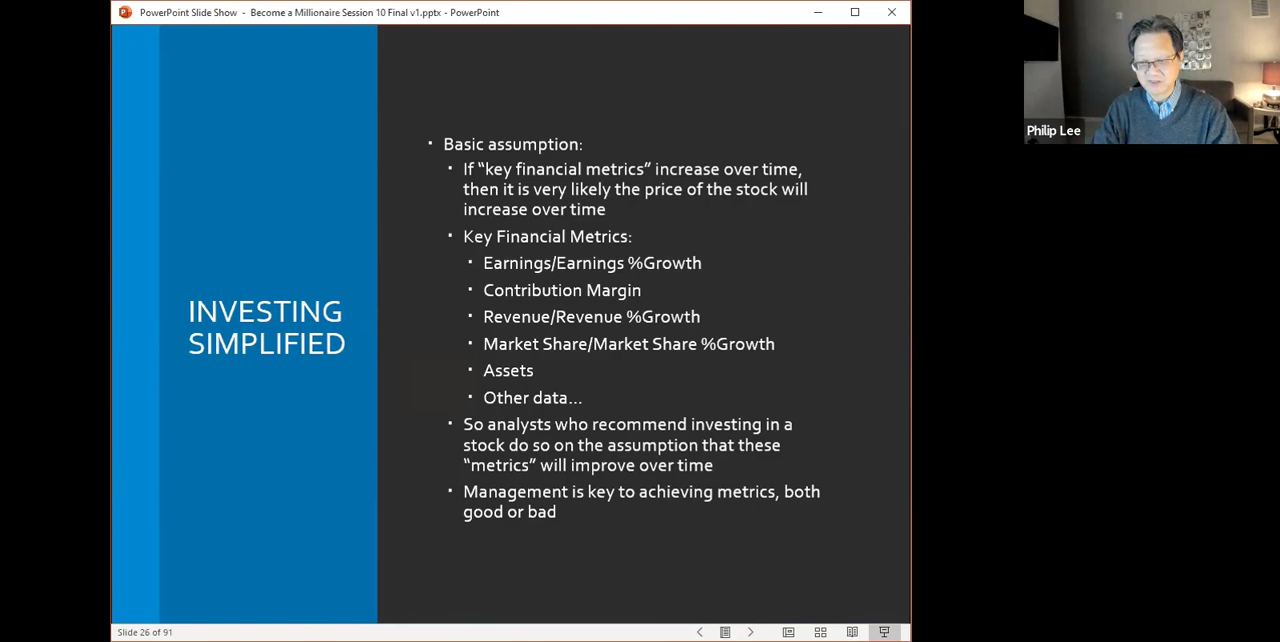 PowerPoint Slide Show - Become a Millionaire Session 10 Final v1.pptx - PowerPoint
Philip Lee
INVESTING
SIMPLIFIED
▪ Basic assumption:
▪ If “key financial metrics” increase over time,
then it is very likely the price of the stock will
increase over time
▪ Key Financial Metrics:
▪ Earnings/Earnings %Growth
▪ Contribution Margin
▪ Revenue/Revenue %Growth
▪ Market Share/Market Share %Growth
▪ Assets
▪ Other data...
▪ So analysts who recommend investing in a
stock do so on the assumption that these
“metrics” will improve over time
▪ Management is key to achieving metrics, both
good or bad
Slide 26 of 91